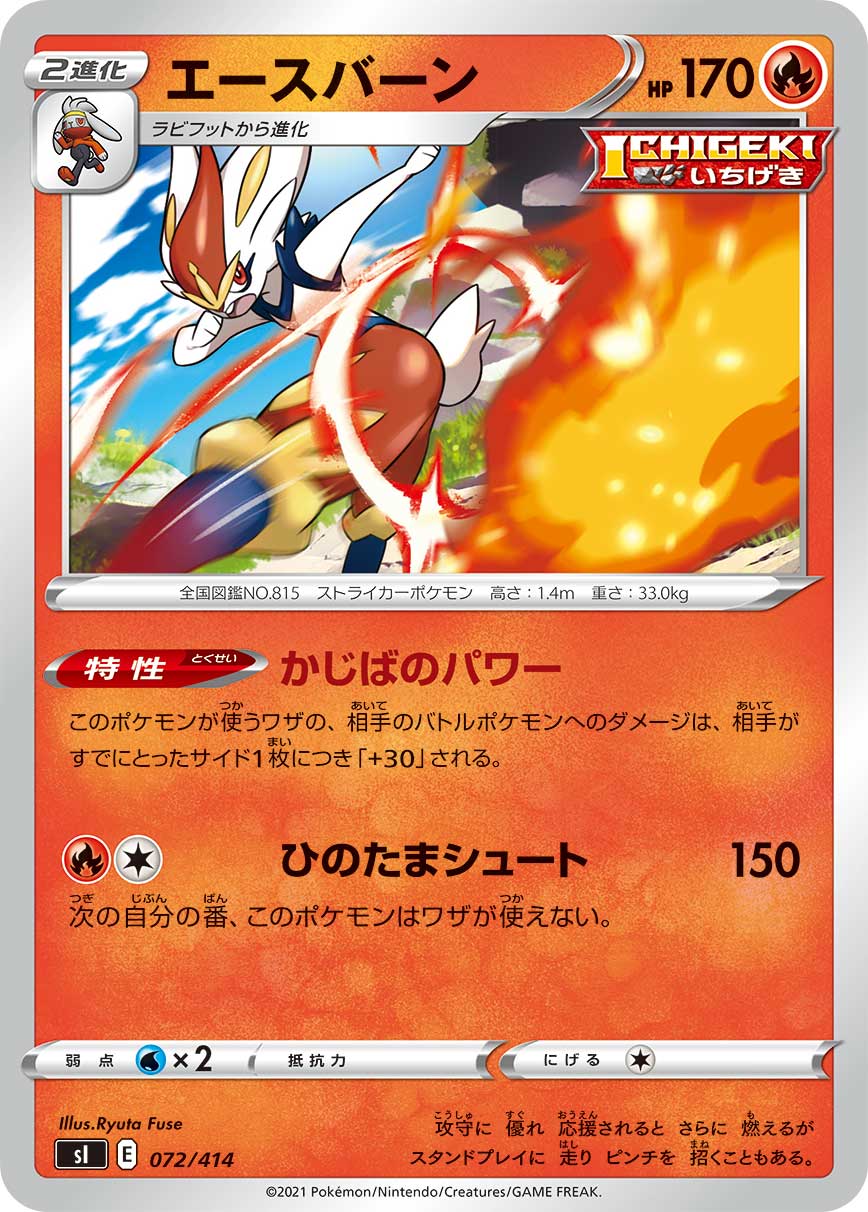 2進化
エースバーン
HP 170
ラビフットから進化
ICHIGEKI
いちげき
全国図鑑NO.815 ストライカーポケモン 高さ：1.4m 重さ：33.0kg
特性 とくせい かじばのパワー
このポケモンが使うワザの、相手のバトルポケモンへのダメージは、相手が
すでにとったサイド1枚につき「+30」される。
ひのたまシュート 150
次の自分の番、このポケモンはワザが使えない。
弱点 ×2 抵抗力 にげる
Illus.Ryuta Fuse
sI E 072/414
攻守に 優れ 応援されると さらに 燃えるが
スタンドプレイに 走り ピンチを 招くこともある。
©2021 Pokémon/Nintendo/Creatures/GAME FREAK.